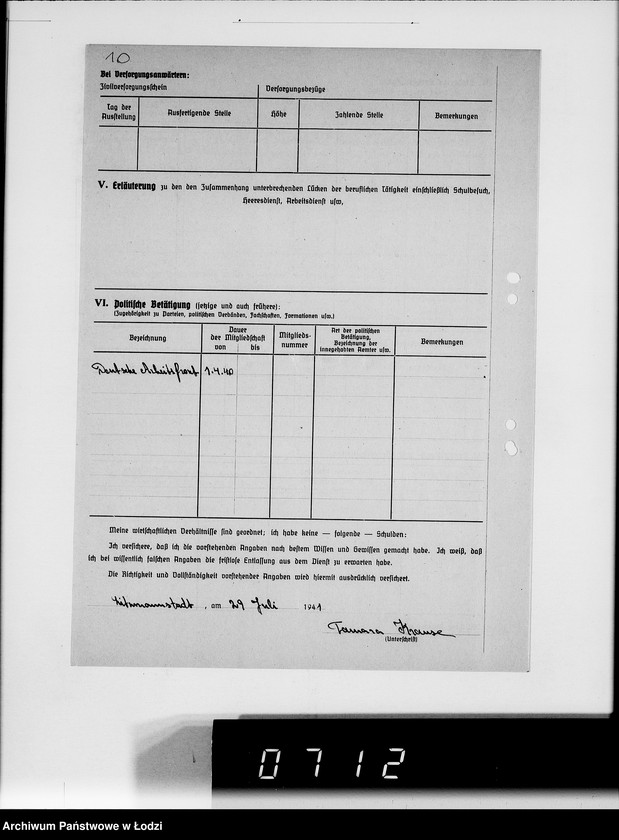 10
Bei Versorgungsanwärtern:
Zivilversorgungsschein
Versorgungsbezüge
Tag der Ausstellung
Ausfertigende Stelle
Höhe
Zahlende Stelle
Bemerkungen
V. Erläuterung zu den den Zusammenhang unterbrechenden Lücken der beruflichen Tätigkeit einschließlich Schulbesuch,
Heeresdienst, Arbeitsdienst usw.
VI. Politische Betätigung (jetzige und auch frühere):
(Zugehörigkeit zu Parteien, politischen Verbänden, Fachschaften, Formationen usw.)
Bezeichnung
Dauer
der Mitgliedschaft
von bis
Mitglieds-
nummer
Art der politischen
Betätigung,
Bezeichnung der
innegehabten Aemter usw.
Bemerkungen
Deutsche Arbeitsfront 1.4.40
Meine wirtschaftlichen Verhältnisse sind geordnet; ich habe keine — folgende — Schulden:
Ich versichere, daß ich die vorstehenden Angaben nach bestem Wissen und Gewissen gemacht habe. Ich weiß, daß
ich bei wissentlich falschen Angaben die fristlose Entlassung aus dem Dienst zu erwarten habe.
Die Richtigkeit und Vollständigkeit vorstehender Angaben wird hiermit ausdrücklich versichert.
Litzmannstadt, am 29 Juli 1941
Tamara Krause
(Unterschrift)
0712
Archiwum Państwowe w Łodzi